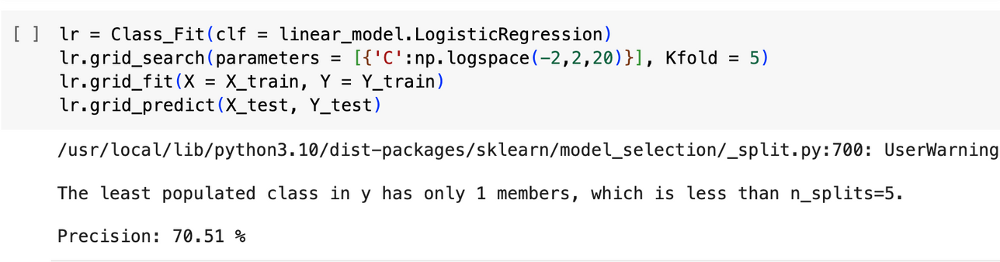 [ ] lr = Class_Fit(clf = linear_model.LogisticRegression)
lr.grid_search(parameters = [{'C':np.logspace(-2,2,20)}], Kfold = 5)
lr.grid_fit(X = X_train, Y = Y_train)
lr.grid_predict(X_test, Y_test)
/usr/local/lib/python3.10/dist-packages/sklearn/model_selection/_split.py:700: UserWarning
The least populated class in y has only 1 members, which is less than n_splits=5.
Precision: 70.51 %